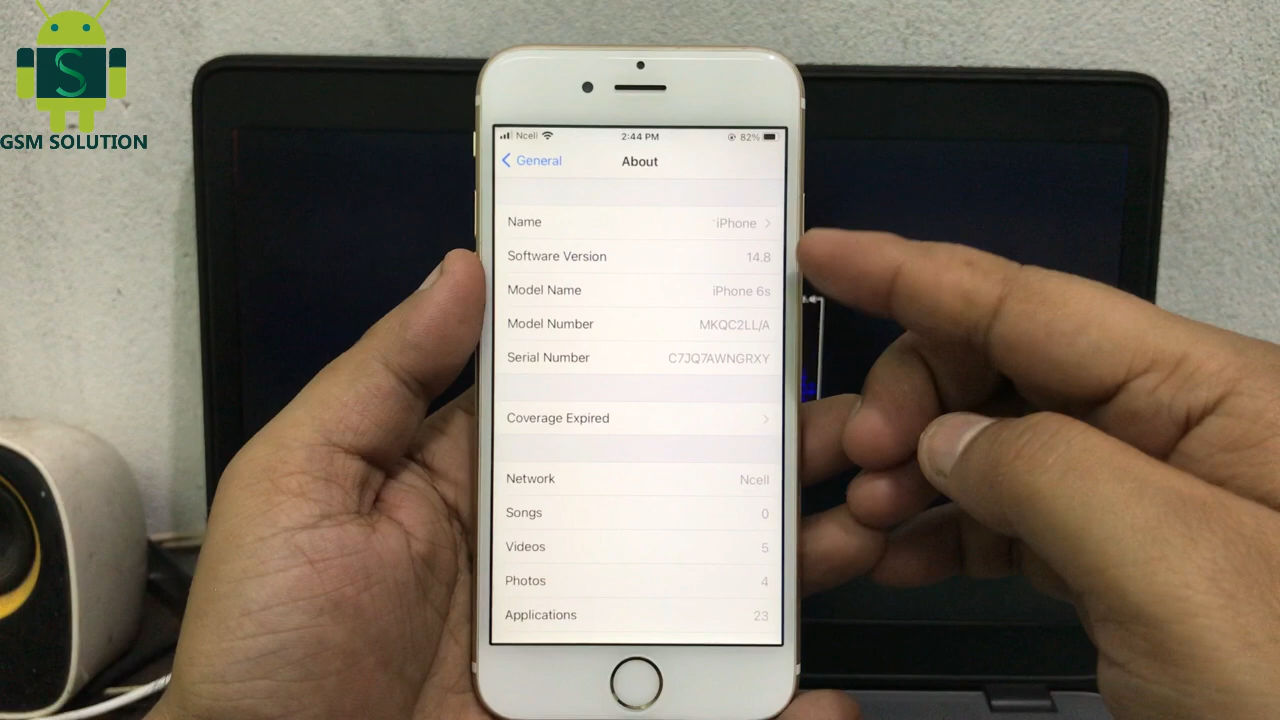 S
GSM SOLUTION
Ncell 2:44 PM 82%
General About
Name iPhone
Software Version 14.8
Model Name iPhone 6s
Model Number MKQC2LL/A
Serial Number C7JQ7AWNGRXY
Coverage Expired
Network Ncell
Songs 0
Videos 5
Photos 4
Applications 23